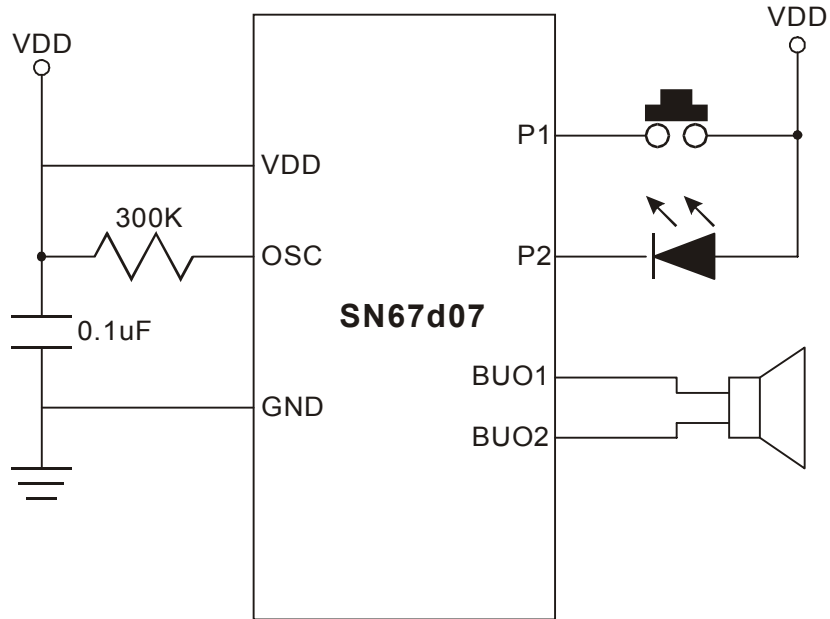 VDD
VDD
P1
VDD
300K
OSC
P2
SN67d07
0.1uF
BUO1
GND
BUO2